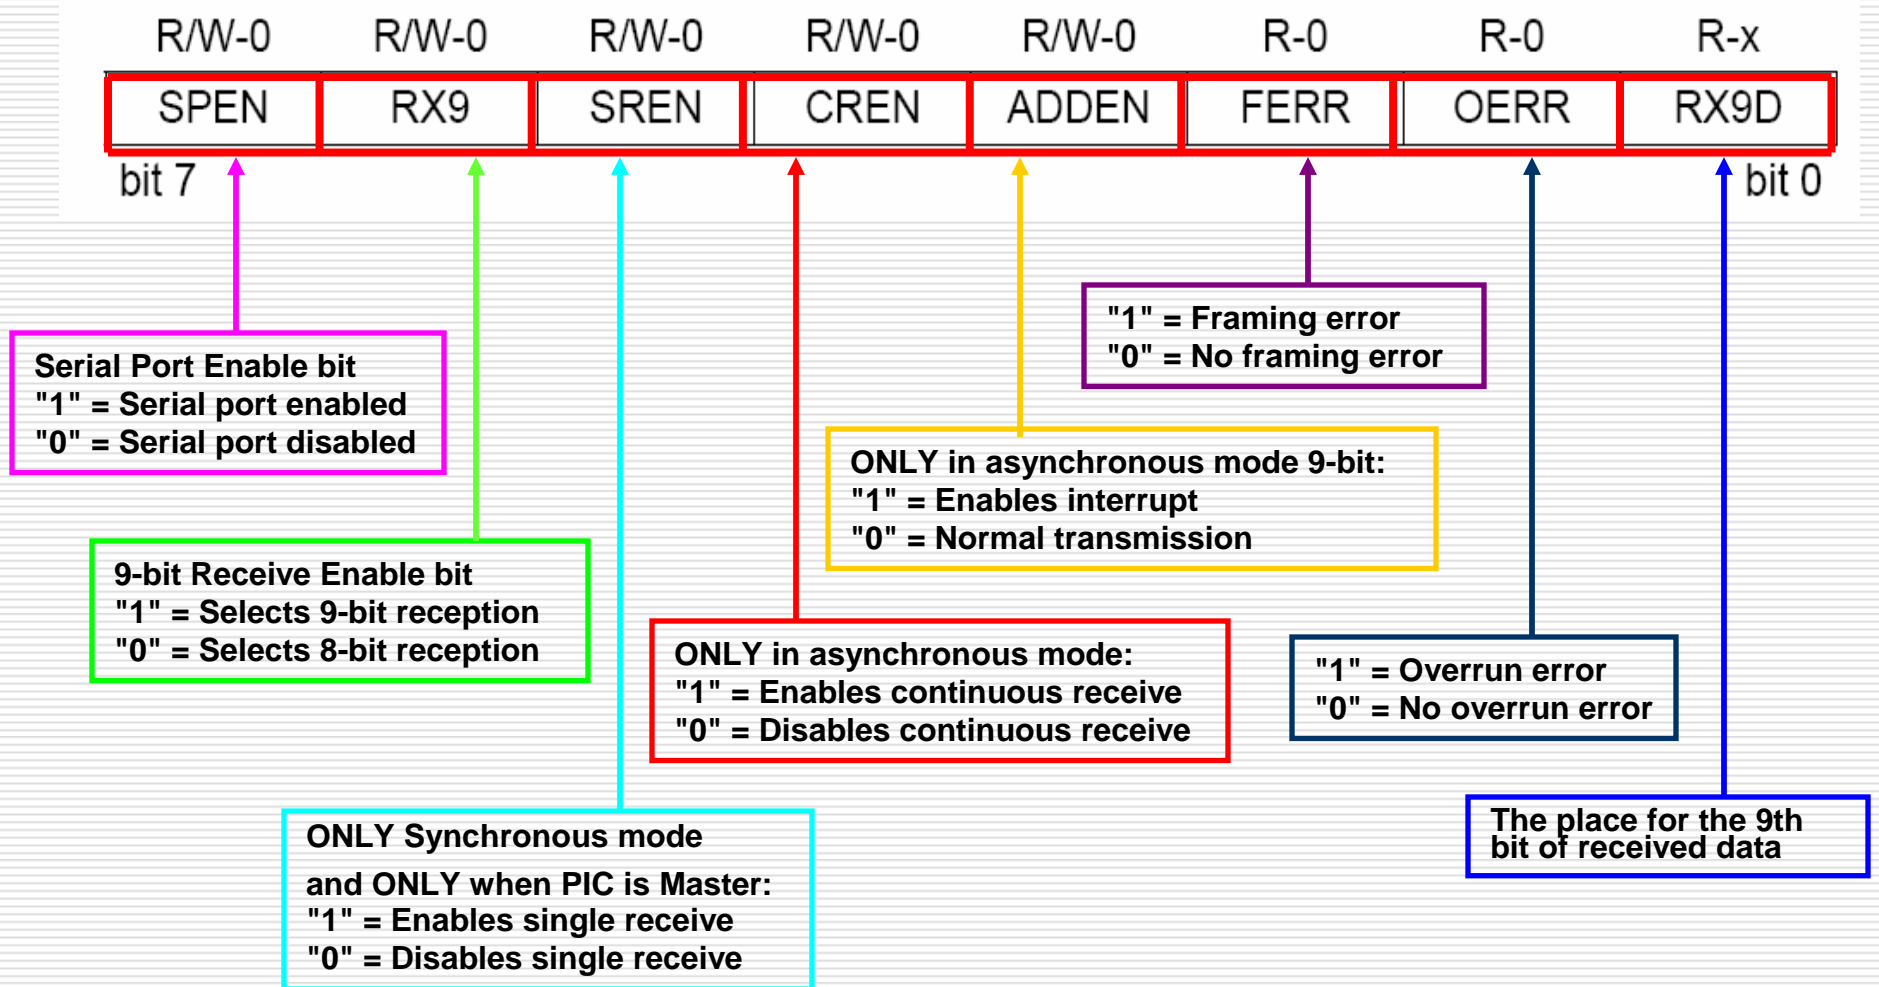 R/W-0 R/W-0 R/W-0 R/W-0 R/W-0 R-0 R-0 R-x
SPEN RX9 SREN CREN ADDEN FERR OERR RX9D
bit 7 bit 0
"1" = Framing error
"0" = No framing error
Serial Port Enable bit
"1" = Serial port enabled
"0" = Serial port disabled
ONLY in asynchronous mode 9-bit:
"1" = Enables interrupt
"0" = Normal transmission
9-bit Receive Enable bit
"1" = Selects 9-bit reception
"0" = Selects 8-bit reception
ONLY in asynchronous mode:
"1" = Enables continuous receive
"0" = Disables continuous receive
"1" = Overrun error
"0" = No overrun error
The place for the 9th
bit of received data
ONLY Synchronous mode
and ONLY when PIC is Master:
"1" = Enables single receive
"0" = Disables single receive